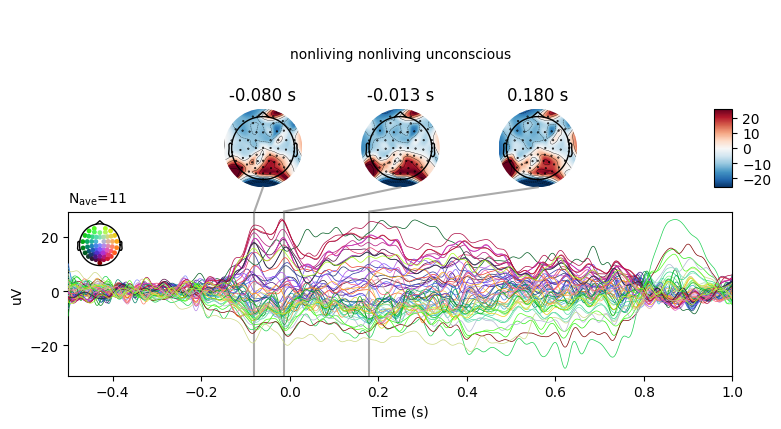 nonliving nonliving unconscious
-0.080 s
-0.013 s
0.180 s
20
10
0
−10
−20
Nave=11
20
0
−20
uV
−0.4
−0.2
0.0
0.2
0.4
0.6
0.8
1.0
Time (s)